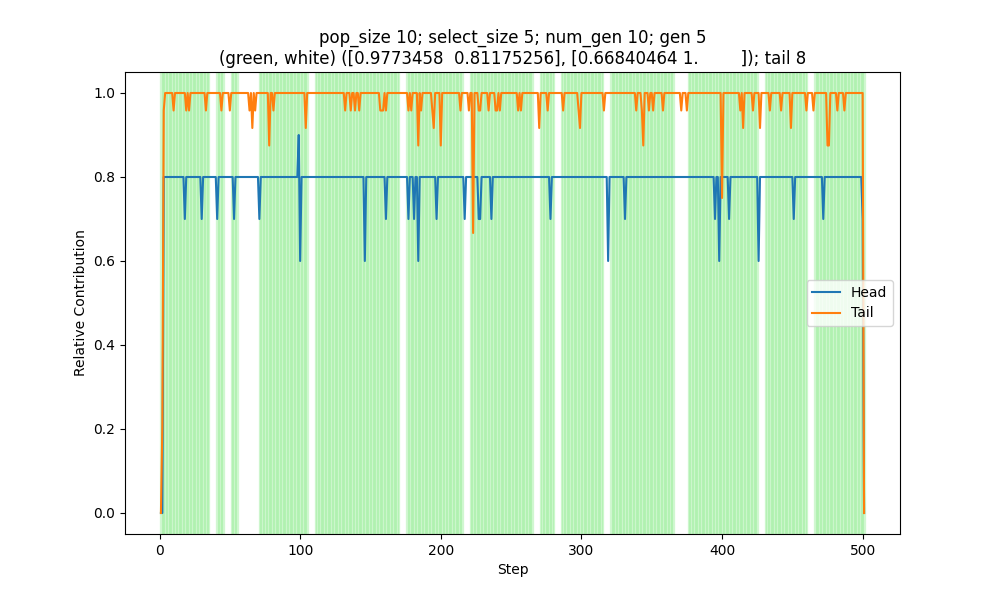 pop_size 10; select_size 5; num_gen 10; gen 5
(green, white) ([0.9773458  0.81175256], [0.66840464 1.        ]); tail 8
1.0
0.8
0.6
0.4
0.2
0.0
Relative Contribution
Head
Tail
0
100
200
300
400
500
Step